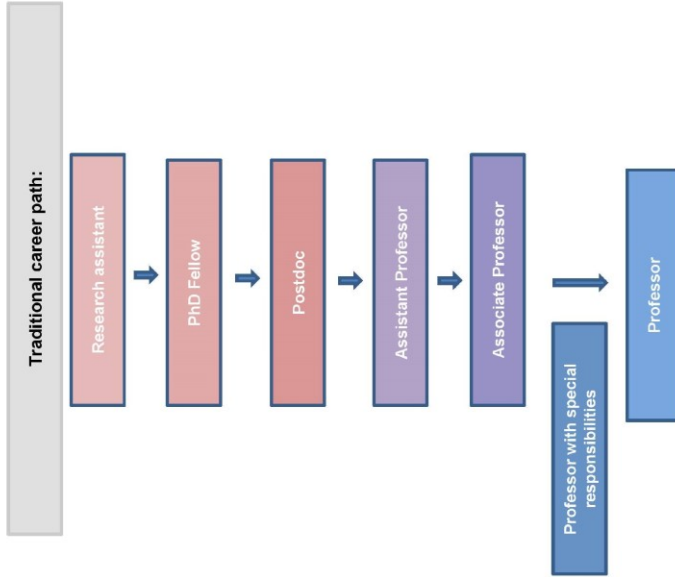 Traditional career path:
Research assistant
PhD Fellow
Postdoc
Assistant Professor
Associate Professor
Professor with special
responsibilities
Professor